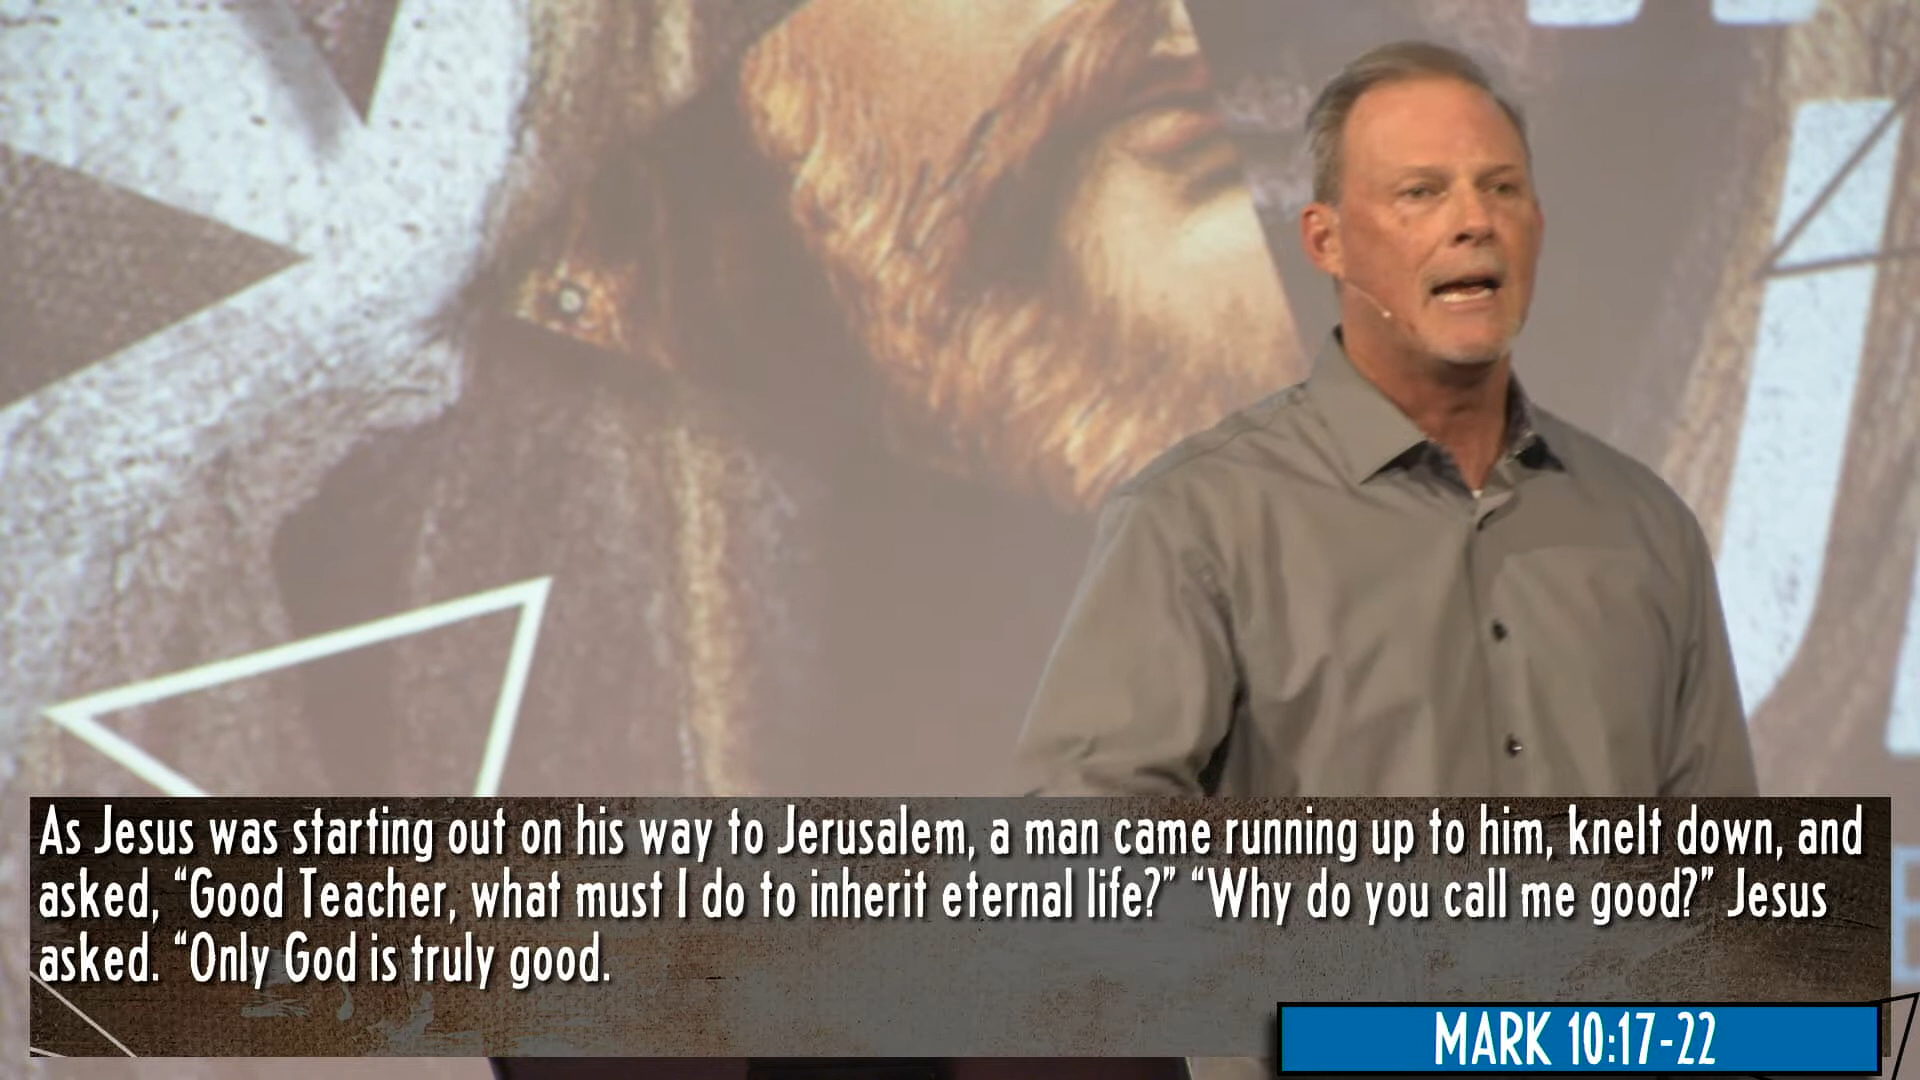 As Jesus was starting out on his way to Jerusalem, a man came running up to him, knelt down, and
asked, “Good Teacher, what must I do to inherit eternal life?” “Why do you call me good?” Jesus
asked. “Only God is truly good.
MARK 10:17-22